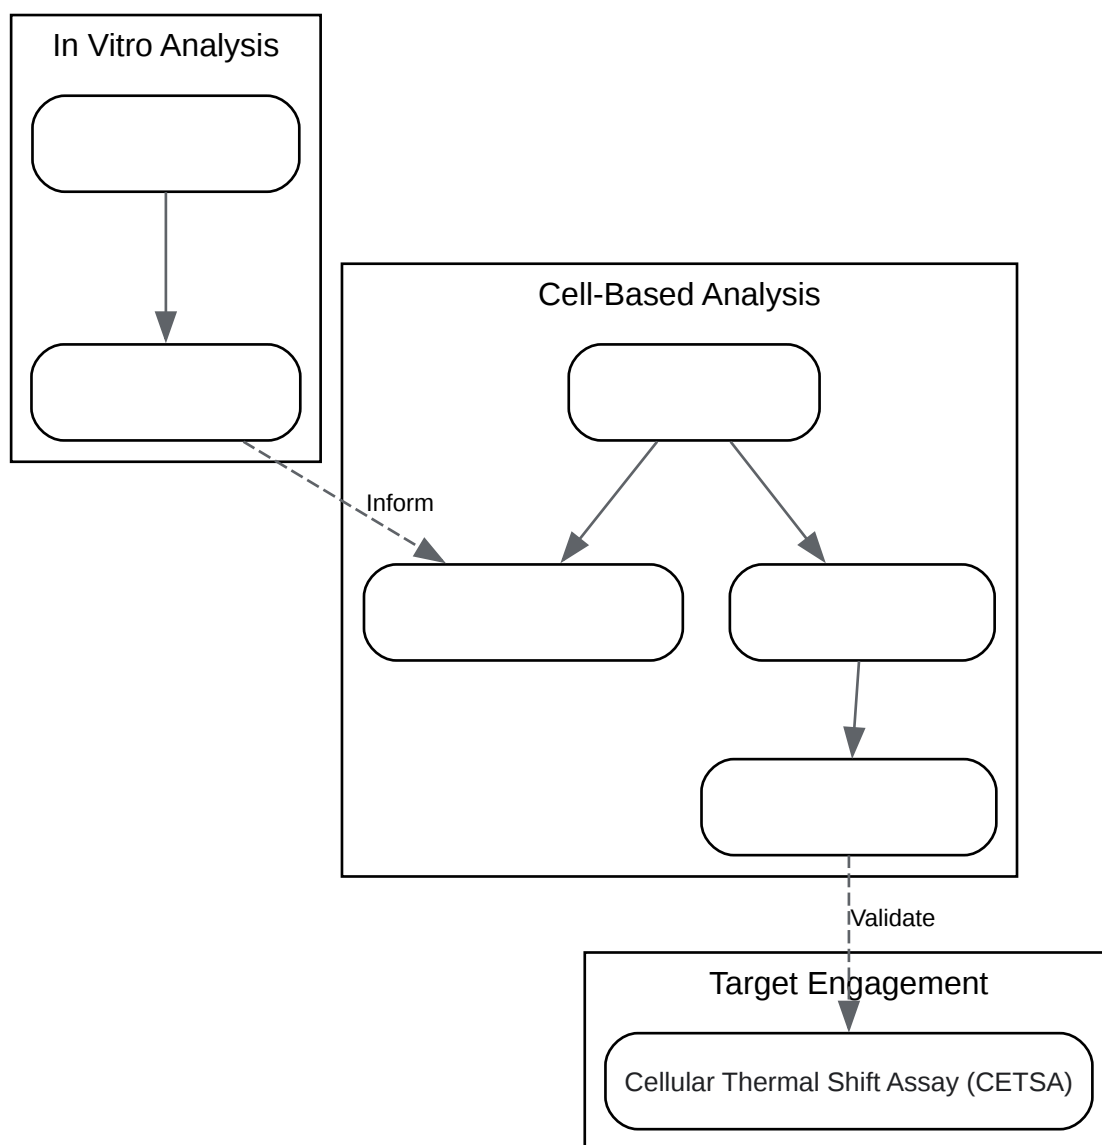 In Vitro Analysis
Cell-Based Analysis
Inform
Validate
Target Engagement
Cellular Thermal Shift Assay (CETSA)